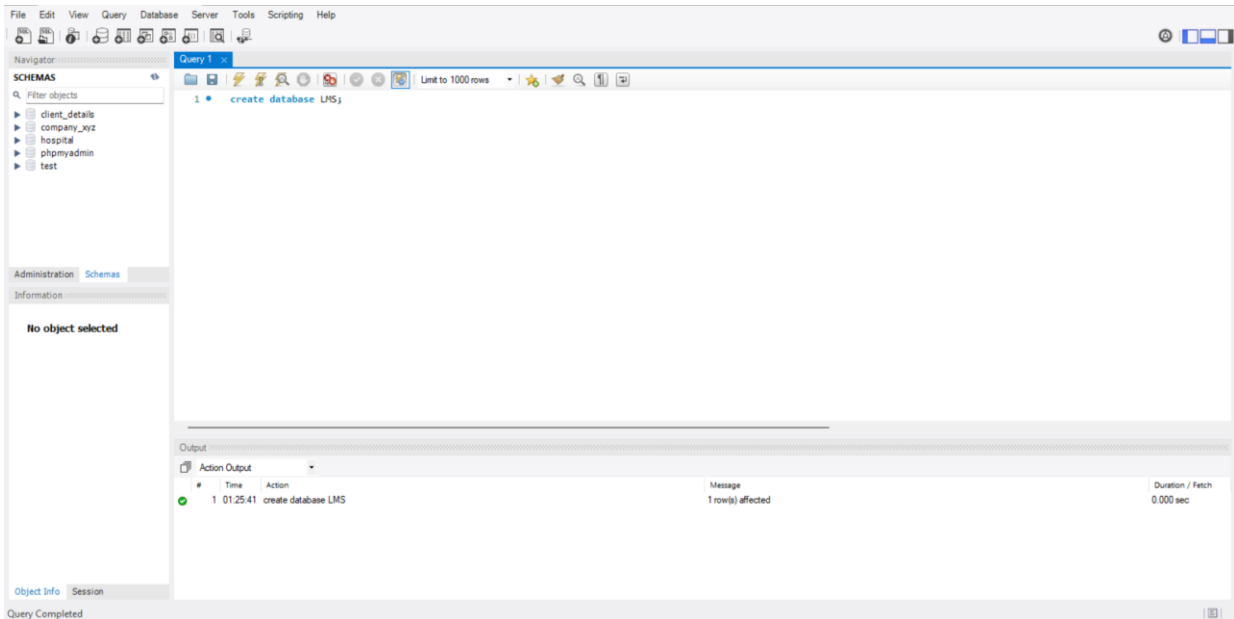 File Edit View Query Database Server Tools Scripting Help
Navigator
SCHEMAS
Filter objects
client_details
company_xyz
hospital
phpmyadmin
test
Administration Schemas
Information
No object selected
Object Info Session
Query 1
Limit to 1000 rows
1 create database LMS;
Output
Action Output
# Time Action Message Duration / Fetch
1 01:25:41 create database LMS 1 row(s) affected 0.000 sec
Query Completed